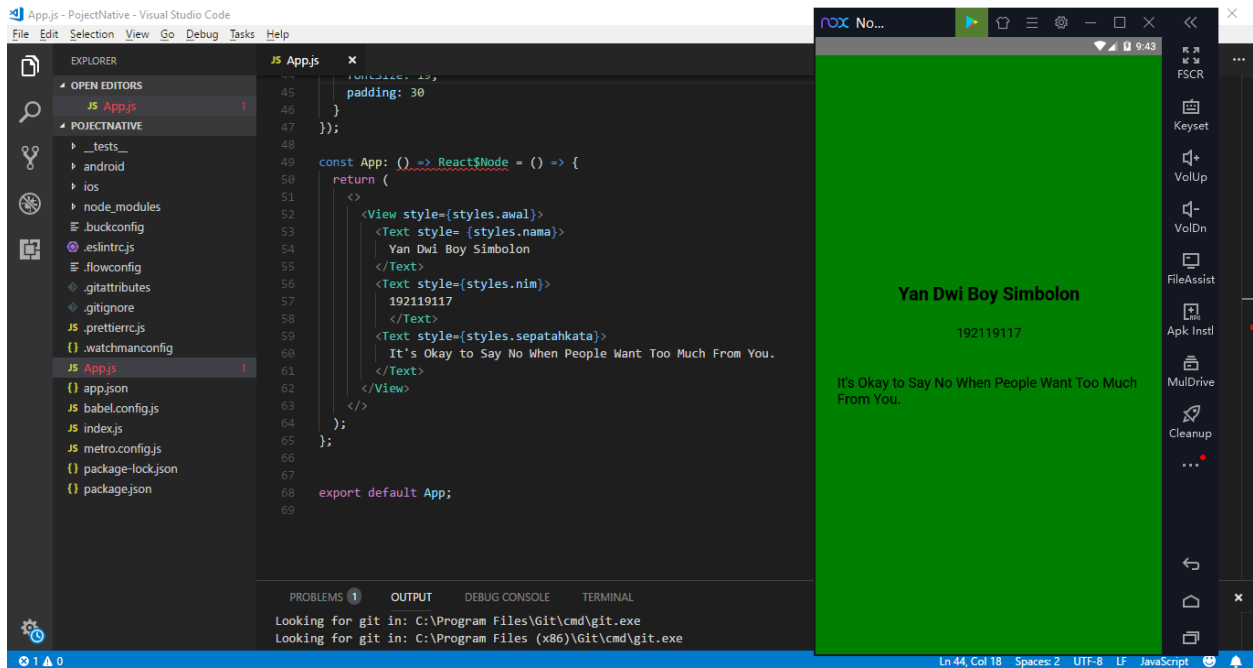 App.js - PojectNative - Visual Studio Code
File Edit Selection View Go Debug Tasks Help
EXPLORER
OPEN EDITORS
JS App.js 1
POJECTNATIVE
__tests__
android
ios
node_modules
.buckconfig
.eslintrc.js
.flowconfig
.gitattributes
.gitignore
JS .prettierrc.js
{} .watchmanconfig
JS App.js 1
{} app.json
JS babel.config.js
JS index.js
JS metro.config.js
{} package-lock.json
{} package.json
JS App.js
44 fontSize: 19,
45 padding: 30
46 }
47 });
48
49 const App: () => React$Node = () => {
50 return (
51 <>
52 <View style={styles.awal}>
53 <Text style= {styles.nama}>
54 Yan Dwi Boy Simbolon
55 </Text>
56 <Text style={styles.nim}>
57 192119117
58 </Text>
59 <Text style={styles.sepatahkata}>
60 It's Okay to Say No When People Want Too Much From You.
61 </Text>
62 </View>
63 </>
64 );
65 };
66
67
68 export default App;
69
PROBLEMS 1 OUTPUT DEBUG CONSOLE TERMINAL
Looking for git in: C:\Program Files\Git\cmd\git.exe
Looking for git in: C:\Program Files (x86)\Git\cmd\git.exe
nox No...
9:43
Yan Dwi Boy Simbolon
192119117
It's Okay to Say No When People Want Too Much
From You.
FSCR
Keyset
VolUp
VolDn
FileAssist
APK
Apk Instl
MulDrive
Cleanup
1 0
Ln 44, Col 18 Spaces: 2 UTF-8 LF JavaScript